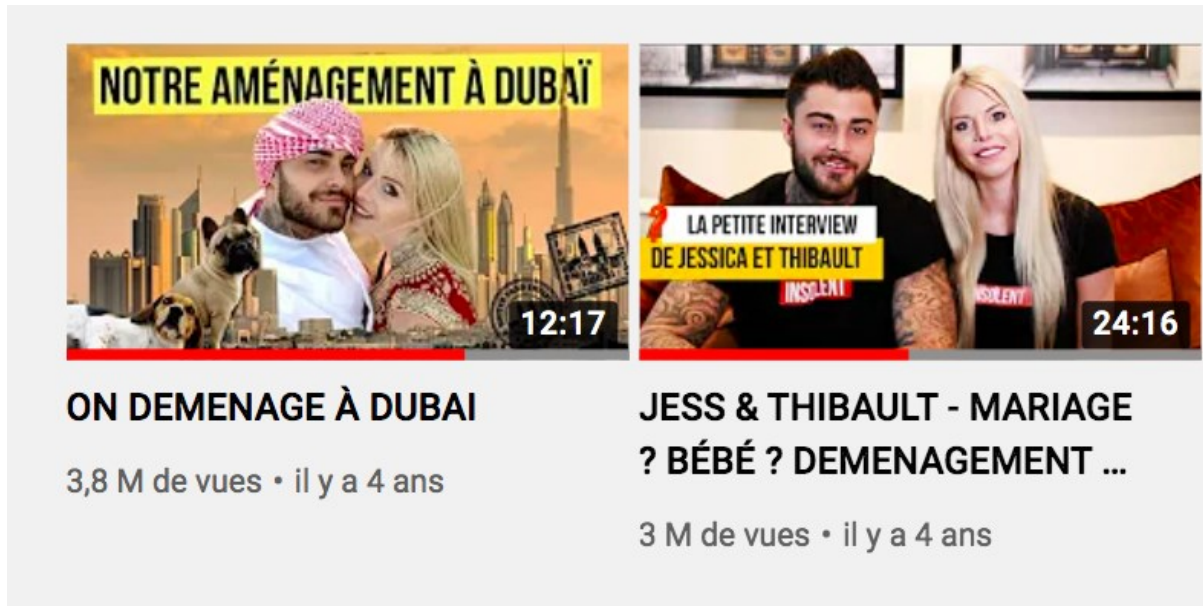 NOTRE AMÉNAGEMENT À DUBAÏ
12:17
ON DEMENAGE À DUBAI
3,8 M de vues • il y a 4 ans
LA PETITE INTERVIEW
DE JESSICA ET THIBAULT
INSOLENT
INSOLENT
24:16
JESS & THIBAULT - MARIAGE
? BÉBÉ ? DEMENAGEMENT ...
3 M de vues • il y a 4 ans